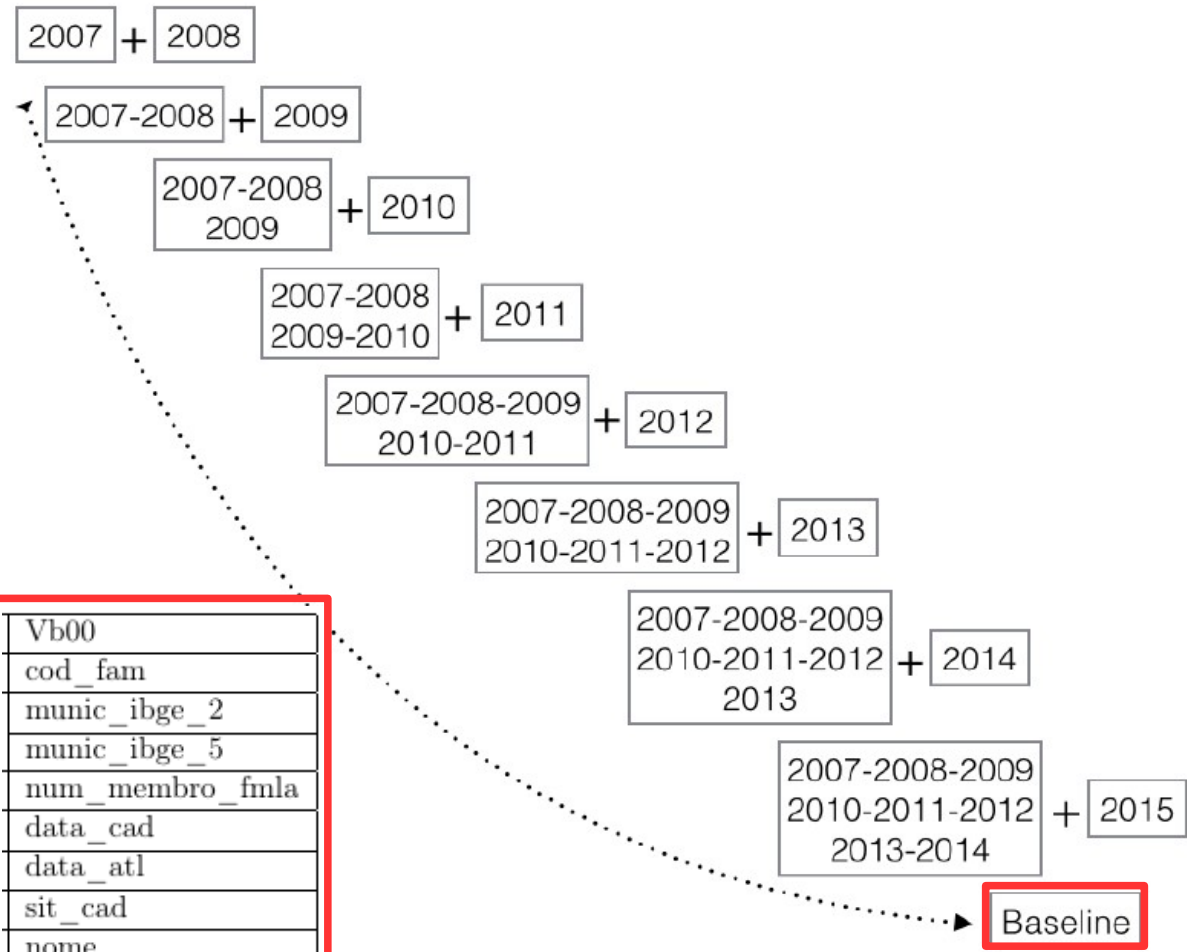 2007 + 2008
2007-2008 + 2009
2007-2008
2009
+ 2010
2007-2008
2009-2010
+ 2011
2007-2008-2009
2010-2011
+ 2012
2007-2008-2009
2010-2011-2012
+ 2013
2007-2008-2009
2010-2011-2012
2013
+ 2014
2007-2008-2009
2010-2011-2012
2013-2014
+ 2015
Baseline
Vb00
cod_fam
munic_ibge_2
munic_ibge_5
num_membro_fmla
data_cad
data_atl
sit_cad
nome